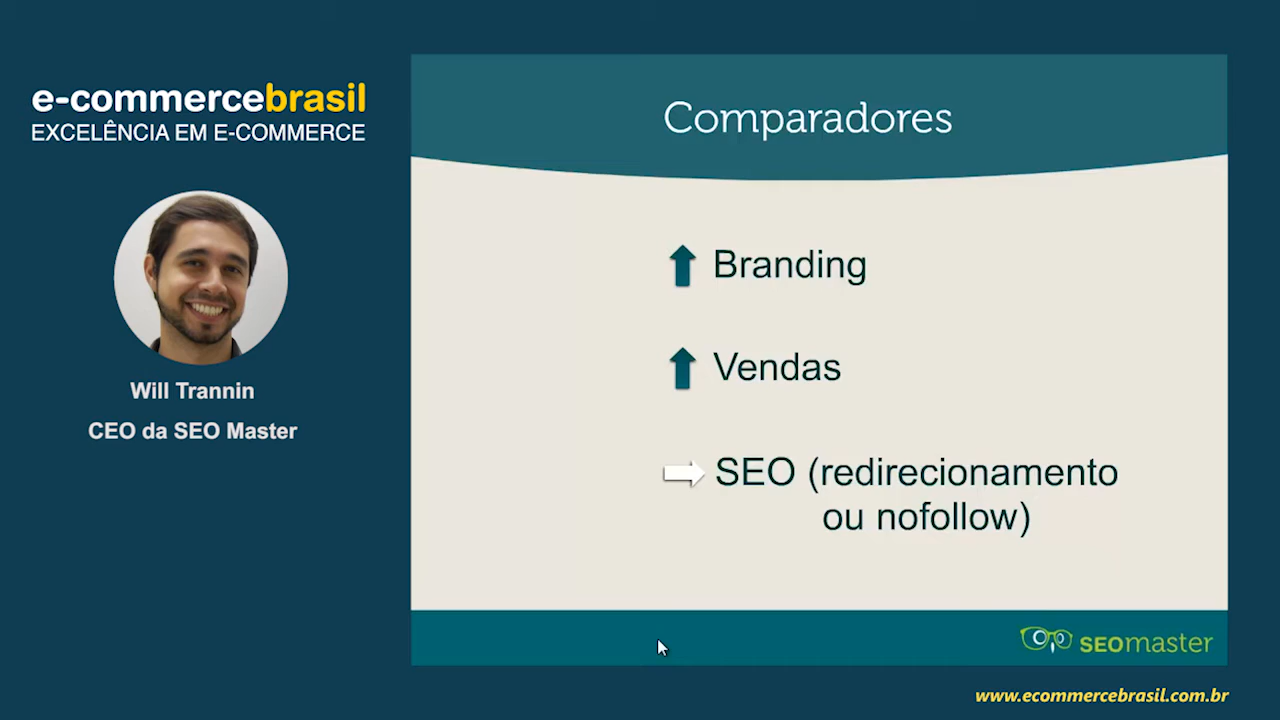 e-commercebrasil
EXCELÊNCIA EM E-COMMERCE
Will Trannin
CEO da SEO Master
Comparadores
Branding
Vendas
SEO (redirecionamento
ou nofollow)
SEOmaster
www.ecommercebrasil.com.br